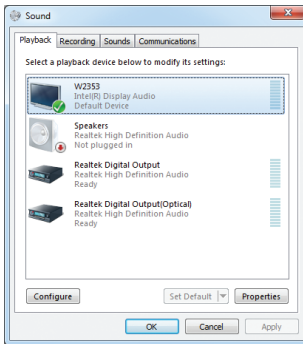 Sound
Playback Recording Sounds Communications
Select a playback device below to modify its settings:
W2353
Intel(R) Display Audio
Default Device
Speakers
Realtek High Definition Audio
Not plugged in
Realtek Digital Output
Realtek High Definition Audio
Ready
Realtek Digital Output(Optical)
Realtek High Definition Audio
Ready
Configure Set Default Properties
OK Cancel Apply